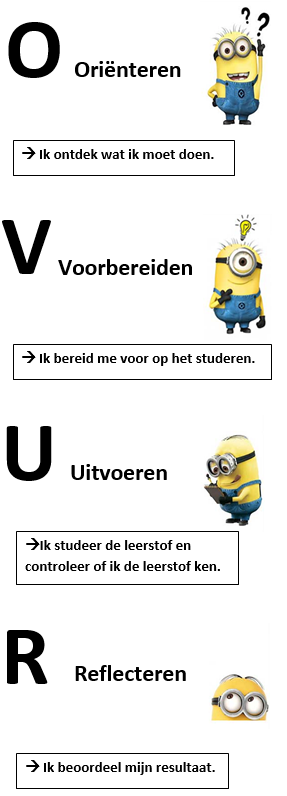 O Oriënteren
→ Ik ontdek wat ik moet doen.
V Voorbereiden
→ Ik bereid me voor op het studeren.
U Uitvoeren
→Ik studeer de leerstof en
controleer of ik de leerstof ken.
R Reflecteren
→ Ik beoordeel mijn resultaat.